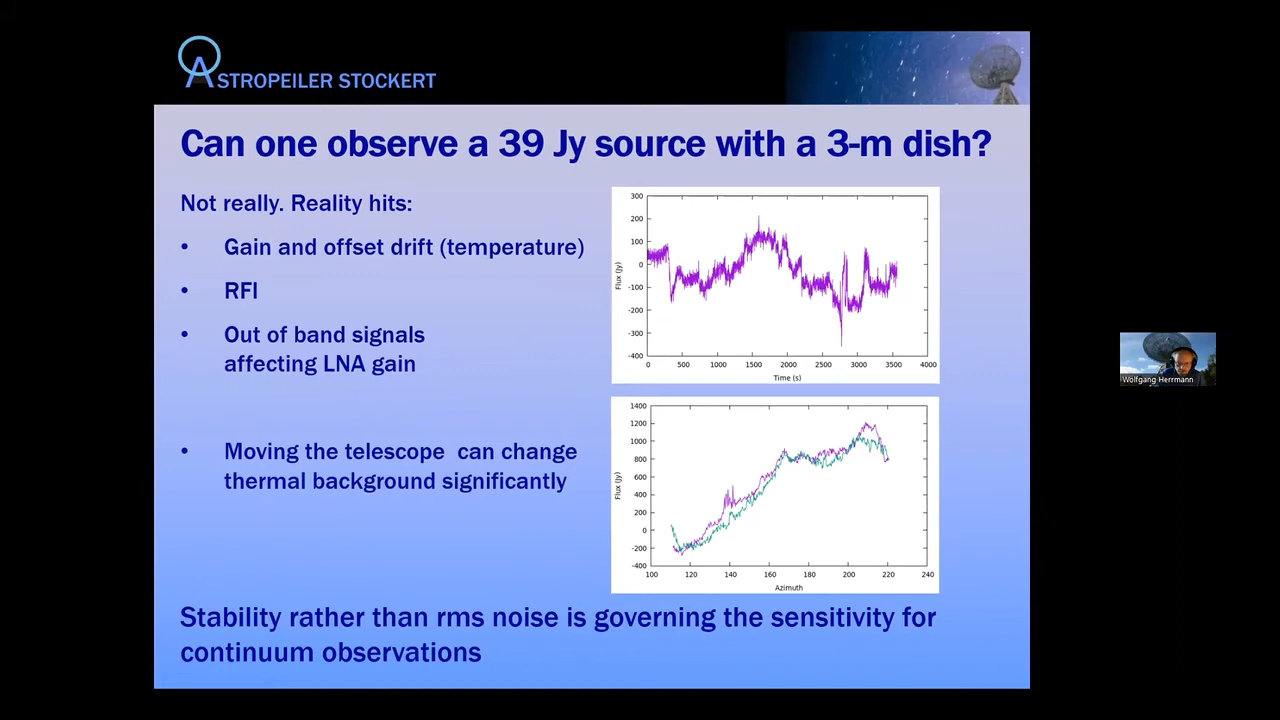 ASTROPEILER STOCKERT
Can one observe a 39 Jy source with a 3-m dish?
Not really. Reality hits:
• Gain and offset drift (temperature)
• RFI
• Out of band signals
affecting LNA gain
• Moving the telescope can change
thermal background significantly
300
200
100
0
-100
-200
-300
-400
Flux (Jy)
0 500 1000 1500 2000 2500 3000 3500 4000
Time (s)
1400
1200
1000
800
600
400
200
0
-200
-400
Flux (Jy)
100 120 140 160 180 200 220 240
Azimuth
Stability rather than rms noise is governing the sensitivity for
continuum observations
Wolfgang Herrmann